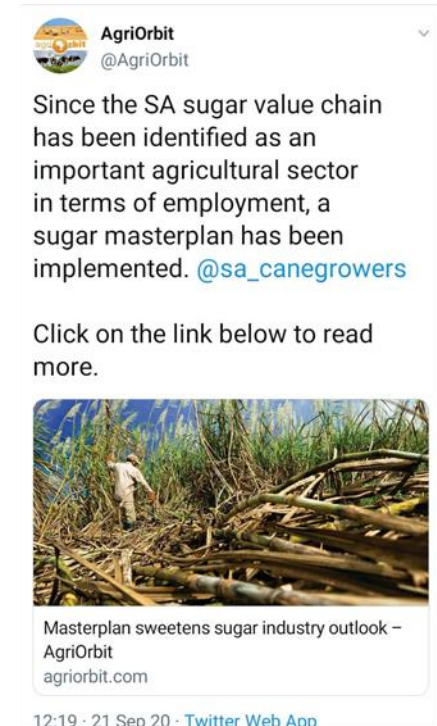 AgriOrbit
@AgriOrbit
Since the SA sugar value chain
has been identified as an
important agricultural sector
in terms of employment, a
sugar masterplan has been
implemented. @sa_canegrowers
Click on the link below to read
more.
Masterplan sweetens sugar industry outlook –
AgriOrbit
agriorbit.com
12:19 · 21 Sep 20 · Twitter Web App